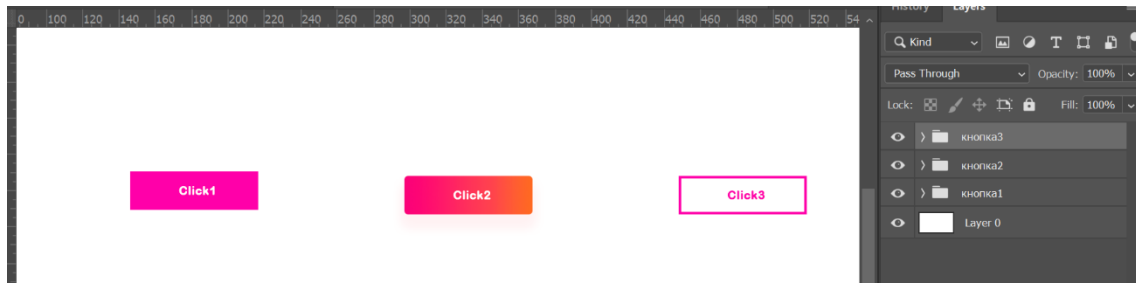 History Layers
0 100 120 140 160 180 200 220 240 260 280 300 320 340 360 380 400 420 440 460 480 500 520 54
Kind
Pass Through Opacity: 100%
Lock: Fill: 100%
кнопка3
кнопка2
кнопка1
Layer 0
Click1
Click2
Click3